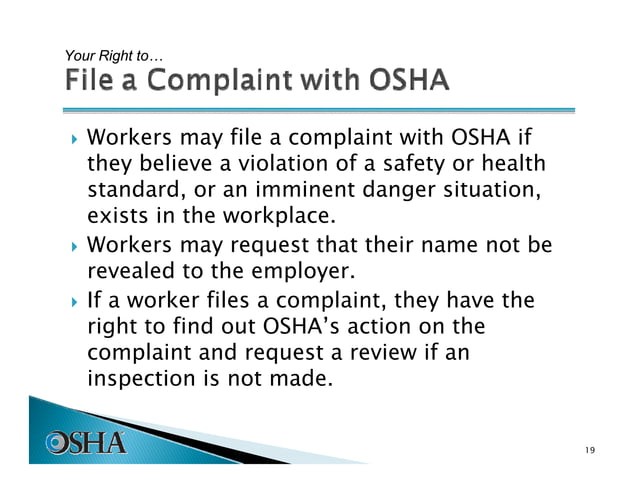 Your Right to…
File a Complaint with OSHA
Workers may file a complaint with OSHA if
they believe a violation of a safety or health
standard, or an imminent danger situation,
exists in the workplace.
Workers may request that their name not be
revealed to the employer.
If a worker files a complaint, they have the
right to find out OSHA’s action on the
complaint and request a review if an
inspection is not made.
OSHA
19